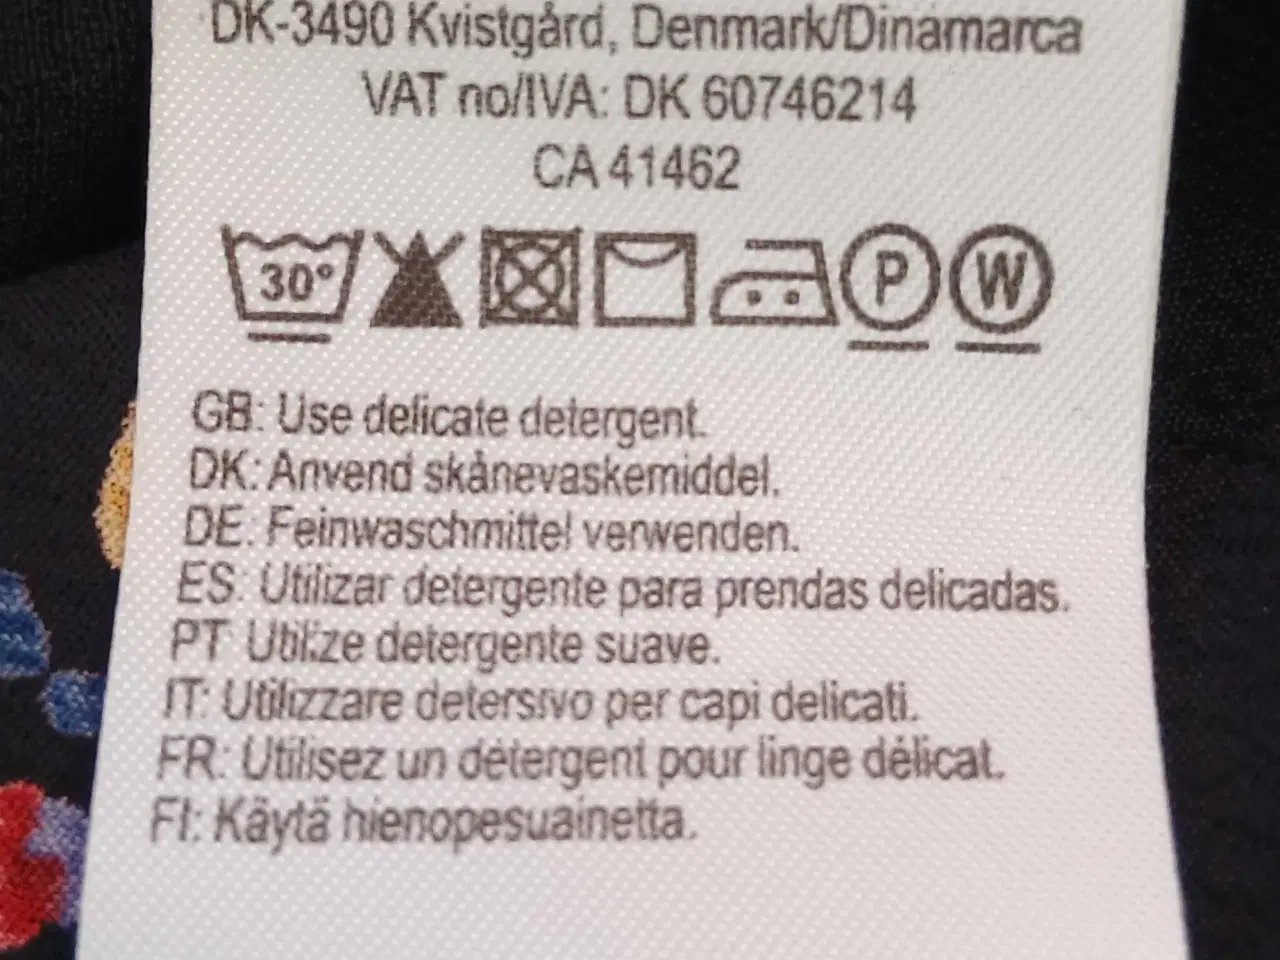 DK-3490 Kvistgård, Denmark/Dinamarca
VAT no/IVA: DK 60746214
CA 41462
30° P W
GB: Use delicate detergent.
DK: Anvend skånevaskemiddel.
DE: Feinwaschmittel verwenden.
ES: Utilizar detergente para prendas delicadas.
PT Utilize detergente suave.
IT: Utilizzare detersivo per capi delicati.
FR: Utilisez un détergent pour linge délicat.
FI: Käytä hienopesuainetta.